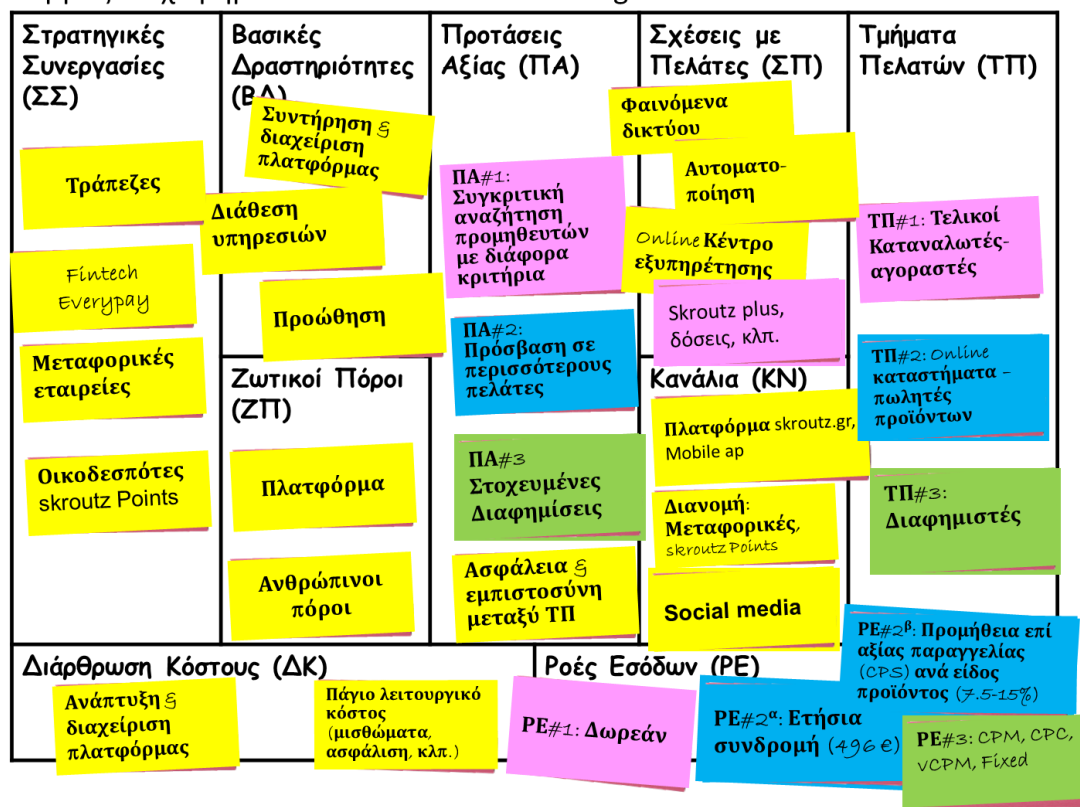 Στρατηγικές
Συνεργασίες
(ΣΣ)
Τράπεζες
Fintech
Everypay
Μεταφορικές
εταιρείες
Οικοδεσπότες
skroutz Points
Βασικές
Δραστηριότητες
(ΒΔ)
Συντήρηση &
διαχείριση
πλατφόρμας
Διάθεση
υπηρεσιών
Προώθηση
Ζωτικοί Πόροι
(ΖΠ)
Πλατφόρμα
Ανθρώπινοι
πόροι
Προτάσεις
Αξίας (ΠΑ)
ΠΑ#1:
Συγκριτική
αναζήτηση
προμηθευτών
με διάφορα
κριτήρια
ΠΑ#2:
Πρόσβαση σε
περισσότερους
πελάτες
ΠΑ#3
Στοχευμένες
Διαφημίσεις
Ασφάλεια &
εμπιστοσύνη
μεταξύ ΤΠ
Σχέσεις με
Πελάτες (ΣΠ)
Φαινόμενα
δικτύου
Αυτοματο-
ποίηση
Online Κέντρο
εξυπηρέτησης
Skroutz plus,
δόσεις, κλπ.
Κανάλια (ΚΝ)
Πλατφόρμα skroutz.gr,
Mobile ap
Διανομή:
Μεταφορικές,
skroutz Points
Social media
Τμήματα
Πελατών (ΤΠ)
ΤΠ#1: Τελικοί
Καταναλωτές-
αγοραστές
ΤΠ#2: Online
καταστήματα –
πωλητές
προϊόντων
ΤΠ#3:
Διαφημιστές
Διάρθρωση Κόστους (ΔΚ)
Ανάπτυξη &
διαχείριση
πλατφόρμας
Πάγιο λειτουργικό
κόστος
(μισθώματα,
ασφάλιση, κλπ.)
Ροές Εσόδων (ΡΕ)
ΡΕ#1: Δωρεάν
ΡΕ#2α: Ετήσια
συνδρομή (496 €)
ΡΕ#2β: Προμήθεια επί
αξίας παραγγελίας
(CPS) ανά είδος
προϊόντος (7.5-15%)
ΡΕ#3: CPM, CPC,
vCPM, Fixed